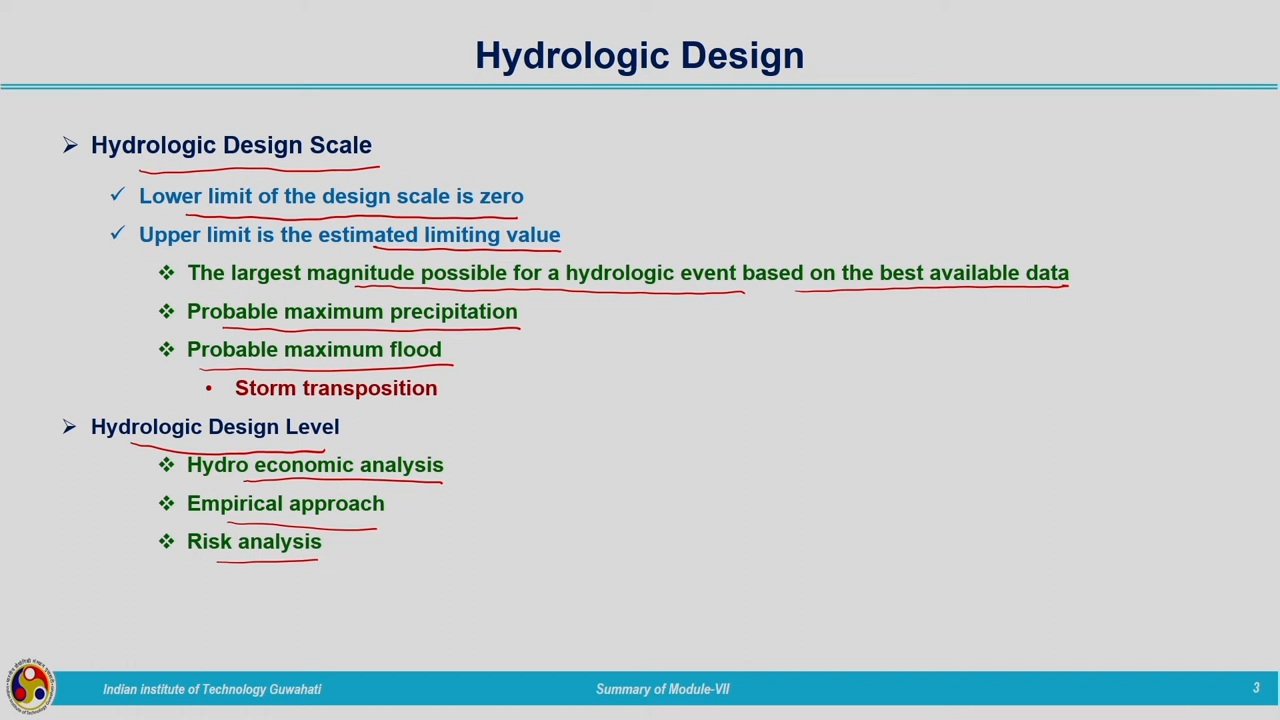 Hydrologic Design
Hydrologic Design Scale
Lower limit of the design scale is zero
Upper limit is the estimated limiting value
The largest magnitude possible for a hydrologic event based on the best available data
Probable maximum precipitation
Probable maximum flood
Storm transposition
Hydrologic Design Level
Hydro economic analysis
Empirical approach
Risk analysis
Indian institute of Technology Guwahati
Summary of Module-VII
3